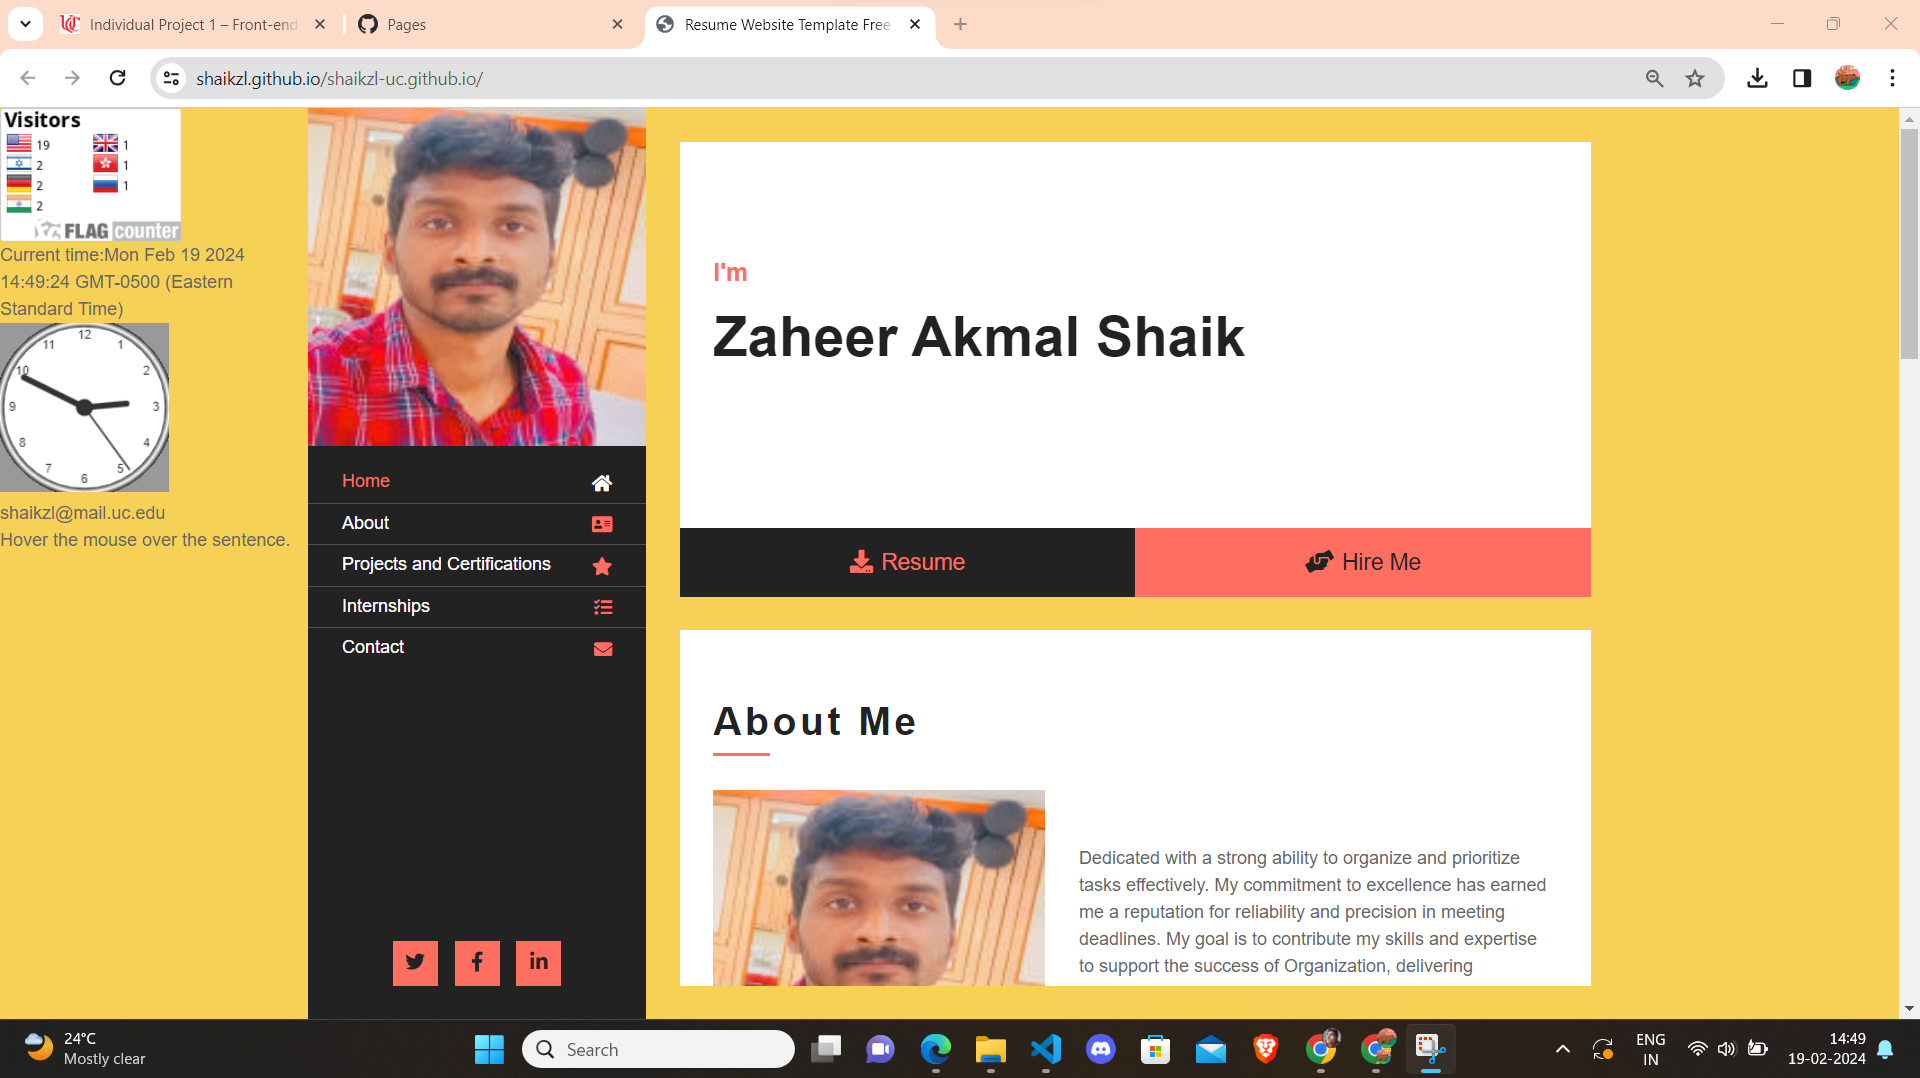 Individual Project 1 – Front-end
Pages
Resume Website Template Free
shaikzl.github.io/shaikzl-uc.github.io/
Visitors
19
1
2
1
2
1
2
FLAG counter
Current time:Mon Feb 19 2024
14:49:24 GMT-0500 (Eastern
Standard Time)
12
1
2
3
4
5
6
7
8
9
10
11
shaikzl@mail.uc.edu
Hover the mouse over the sentence.
Home
About
Projects and Certifications
Internships
Contact
I'm
Zaheer Akmal Shaik
Resume
Hire Me
About Me
Dedicated with a strong ability to organize and prioritize
tasks effectively. My commitment to excellence has earned
me a reputation for reliability and precision in meeting
deadlines. My goal is to contribute my skills and expertise
to support the success of Organization, delivering
24°C
Mostly clear
Search
ENG
IN
14:49
19-02-2024